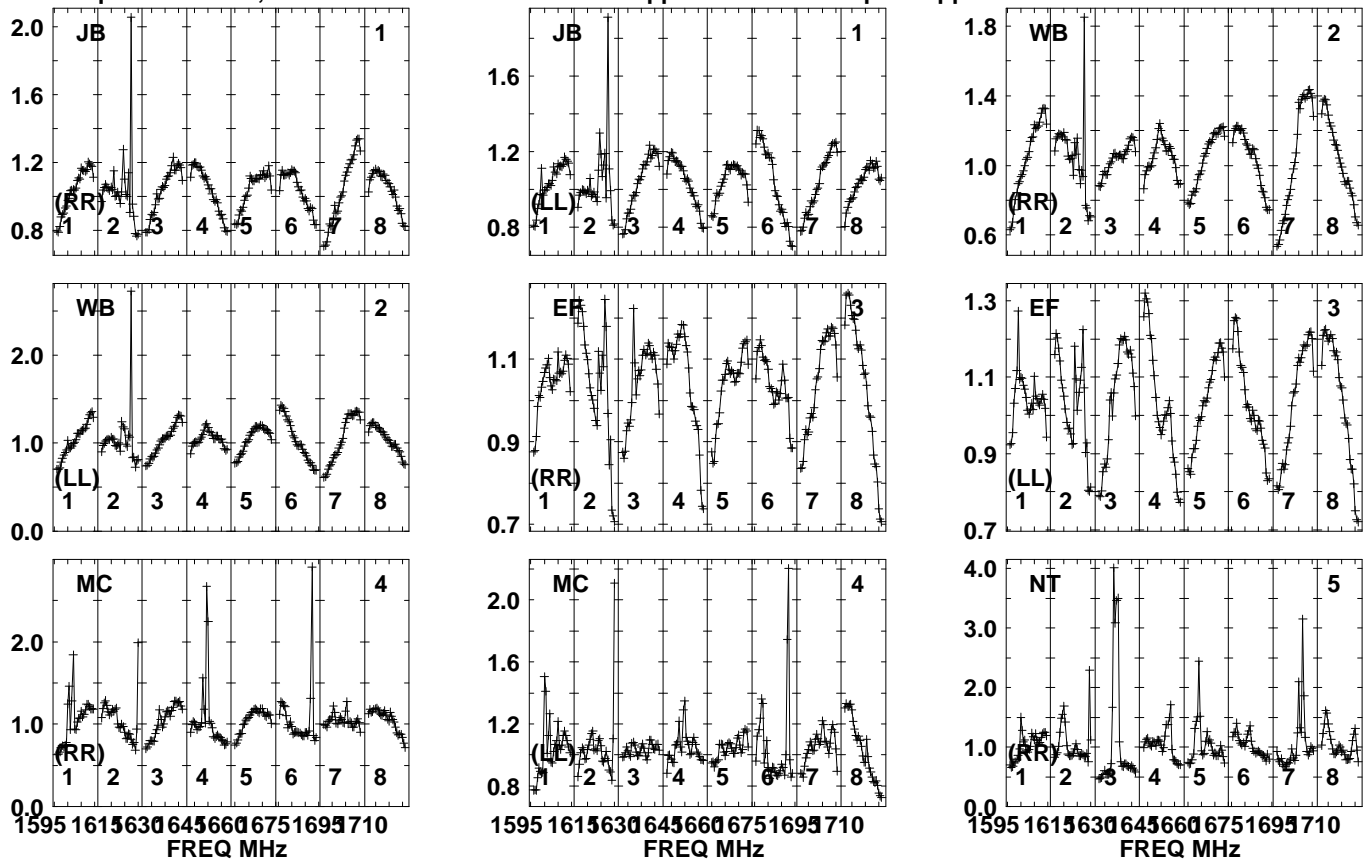 2.0 JB 1
1.6
1.2
(RR)
0.8 1 2 3 4 5 6 7 8
JB 1
1.6
1.2
(LL)
0.8 1 2 3 4 5 6 7 8
1.8 WB 2
1.4
1.0
(RR)
0.6 1 2 3 4 5 6 7 8
WB 2
2.0
1.0
(LL)
1 2 3 4 5 6 7 8
0.0
EF 3
1.1
0.9
(RR)
1 2 3 4 5 6 7 8
0.7
1.3 EF 3
1.1
0.9
(LL)
1 2 3 4 5 6 7 8
0.7
MC 4
2.0
1.0
(RR)
1 2 3 4 5 6 7 8
0.0
1595 1615 1630 1645 1660 1675 1695 1710
FREQ MHz
MC 4
2.0
1.6
1.2
(LL)
0.8 1 2 3 4 5 6 7 8
1595 1615 1630 1645 1660 1675 1695 1710
FREQ MHz
4.0 NT 5
3.0
2.0
1.0
(RR)
1 2 3 4 5 6 7 8
0.0
1595 1615 1630 1645 1660 1675 1695 1710
FREQ MHz